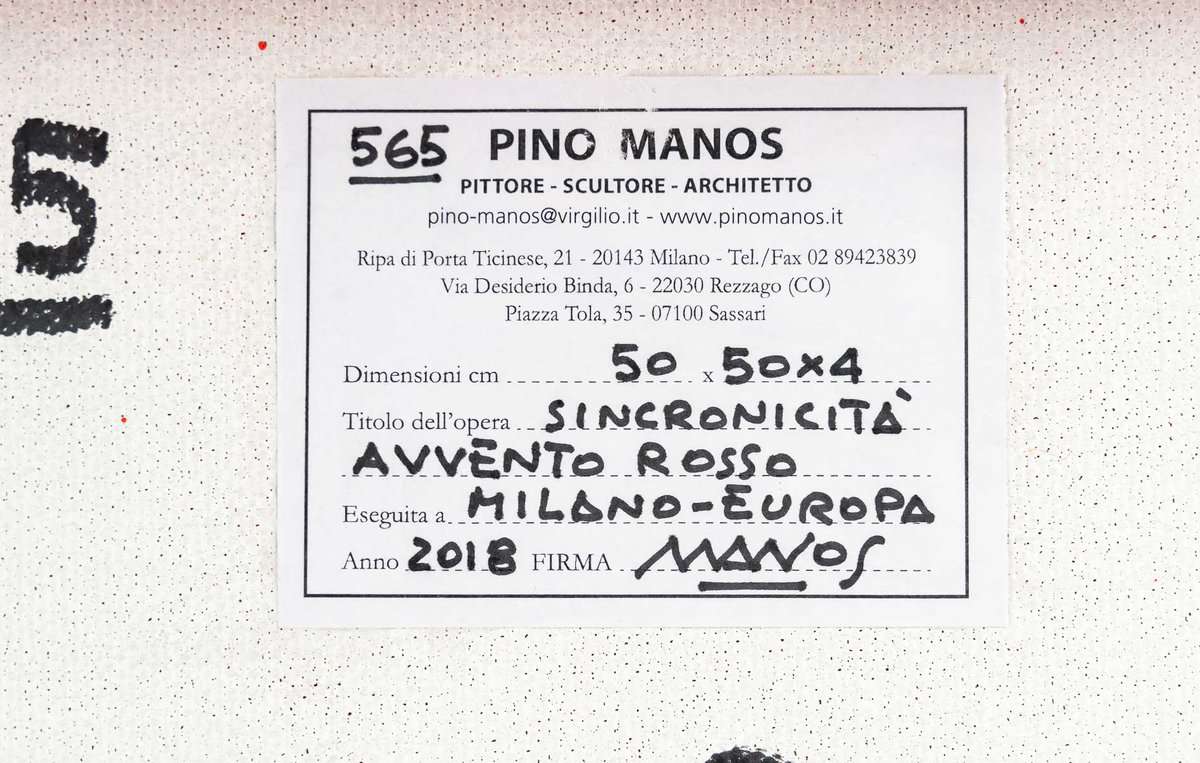 565 PINO MANOS
PITTORE - SCULTORE - ARCHITETTO
pino-manos@virgilio.it - www.pinomanos.it
Ripa di Porta Ticinese, 21 - 20143 Milano - Tel./Fax 02 89423839
Via Desiderio Binda, 6 - 22030 Rezzago (CO)
Piazza Tola, 35 - 07100 Sassari
Dimensioni cm 50 x 50x4
Titolo dell'opera SINCRONICITÀ
AVVENTO ROSSO
Eseguita a MILANO-EUROPA
Anno 2018 FIRMA MANOS